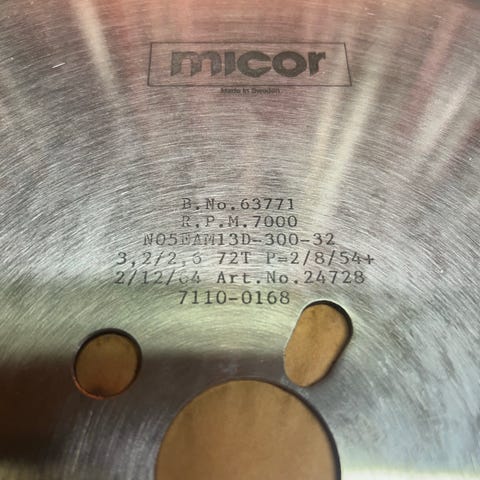 micor
Made in Sweden
B.No.63771
R.P.M.7000
NO5EAM13D-300-32
3,2/2,6 72T P=2/8/54+
2/12/64 Art.No.24728
7110-0168